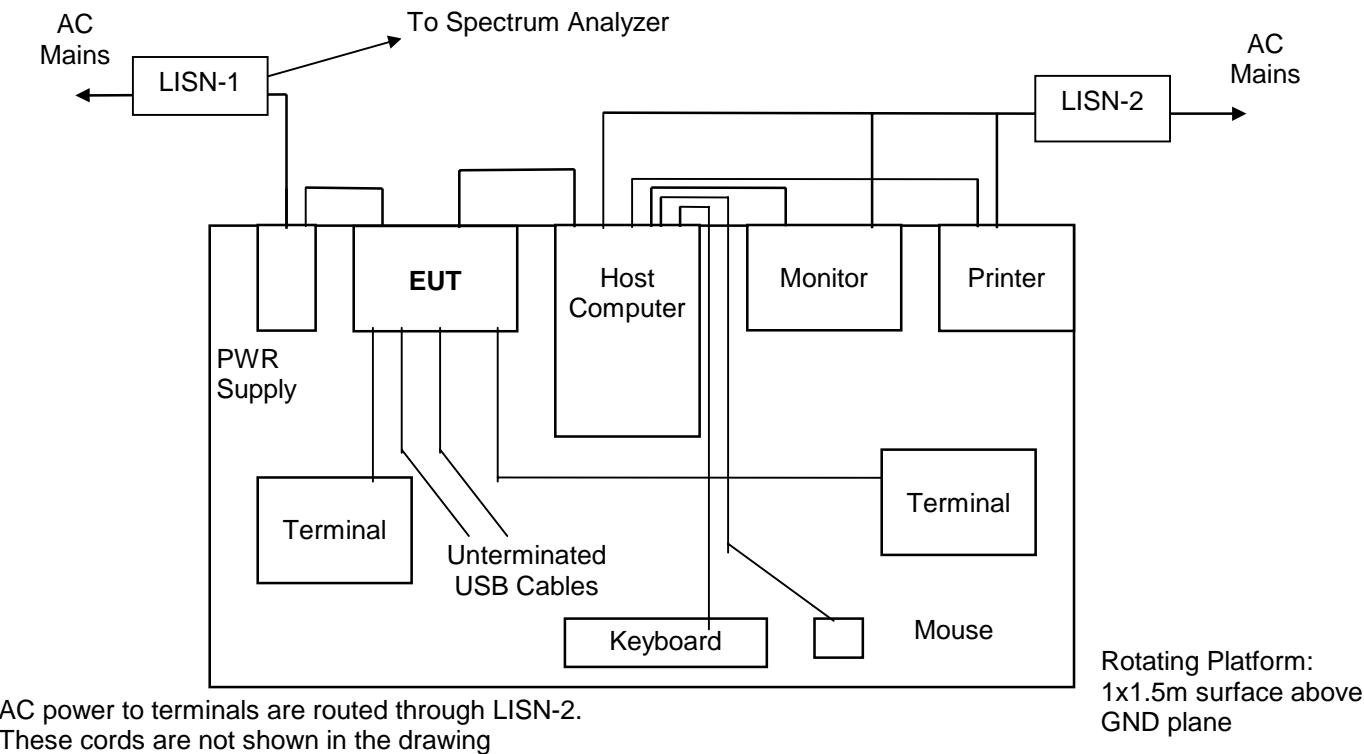 AC
Mains
To Spectrum Analyzer
LISN-1
AC
Mains
LISN-2
EUT
Host
Computer
Monitor
Printer
PWR
Supply
Terminal
Unterminated
USB Cables
Terminal
Keyboard
Mouse
Rotating Platform:
1x1.5m surface above
GND plane
AC power to terminals are routed through LISN-2.
These cords are not shown in the drawing